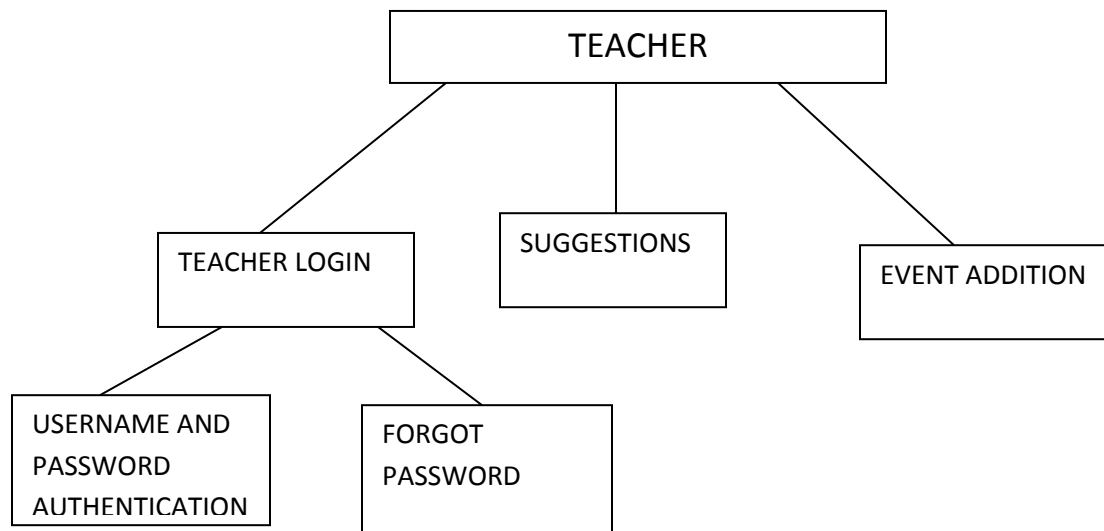 TEACHER
SUGGESTIONS
TEACHER LOGIN
EVENT ADDITION
USERNAME AND
PASSWORD
AUTHENTICATION
FORGOT
PASSWORD